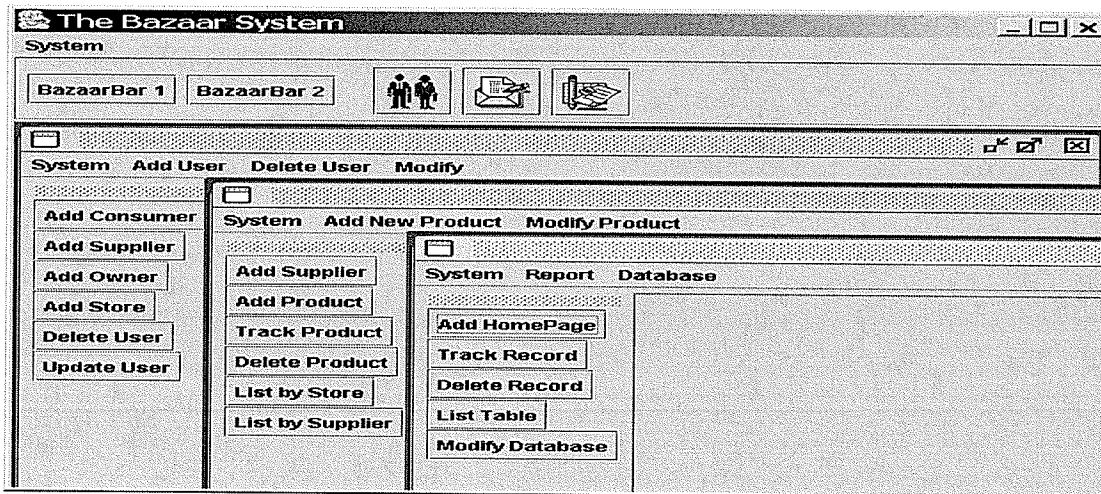 The Bazaar System
System
BazaarBar 1 BazaarBar 2
System Add User Delete User Modify
Add Consumer
Add Supplier
Add Owner
Add Store
Delete User
Update User
System Add New Product Modify Product
Add Supplier
Add Product
Track Product
Delete Product
List by Store
List by Supplier
System Report Database
Add HomePage
Track Record
Delete Record
List Table
Modify Database